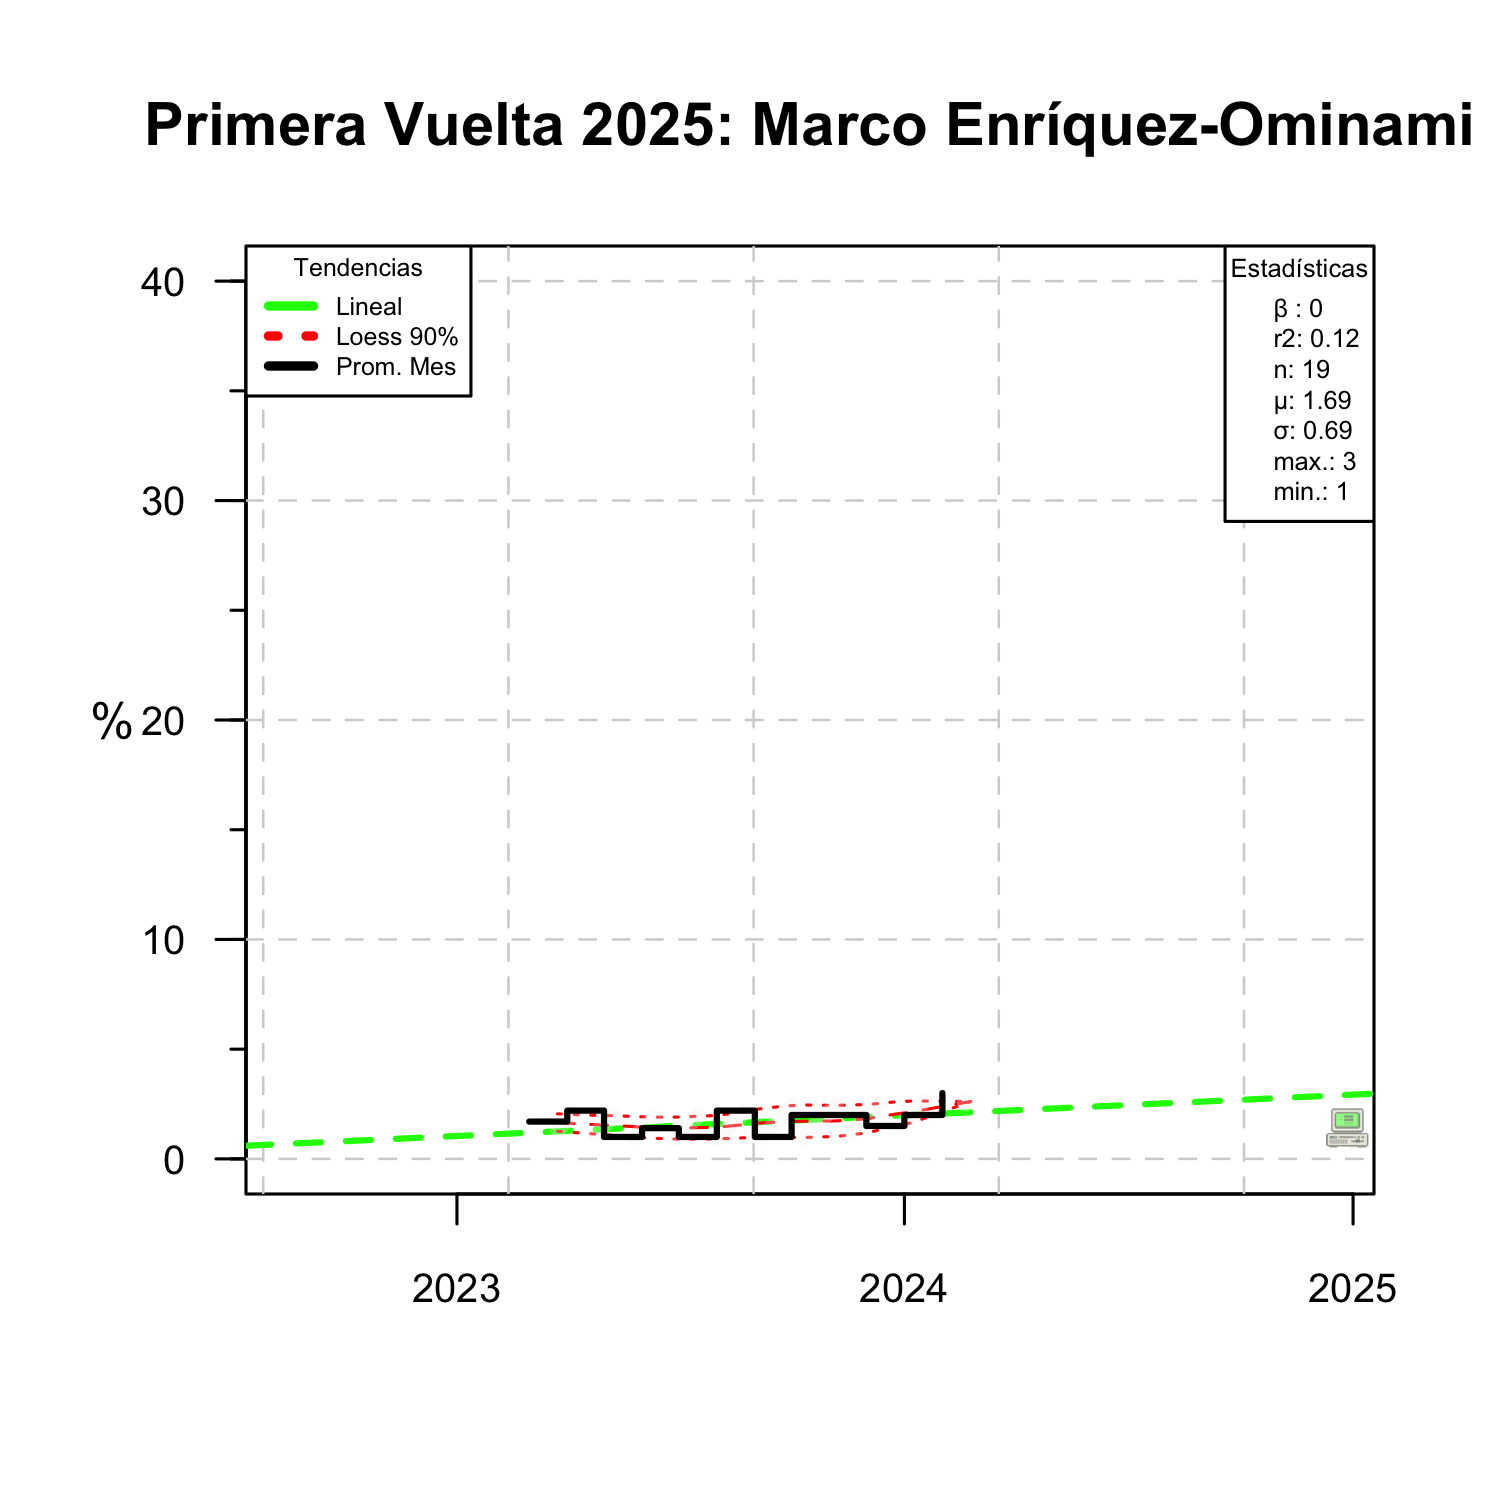 Primera Vuelta 2025: Marco Enríquez-Ominami
Tendencias
Lineal
Loess 90%
Prom. Mes
Estadísticas
β : 0
r2: 0.12
n: 19
μ: 1.69
σ: 0.69
max.: 3
min.: 1
40
30
% 20
10
0
2023 2024 2025